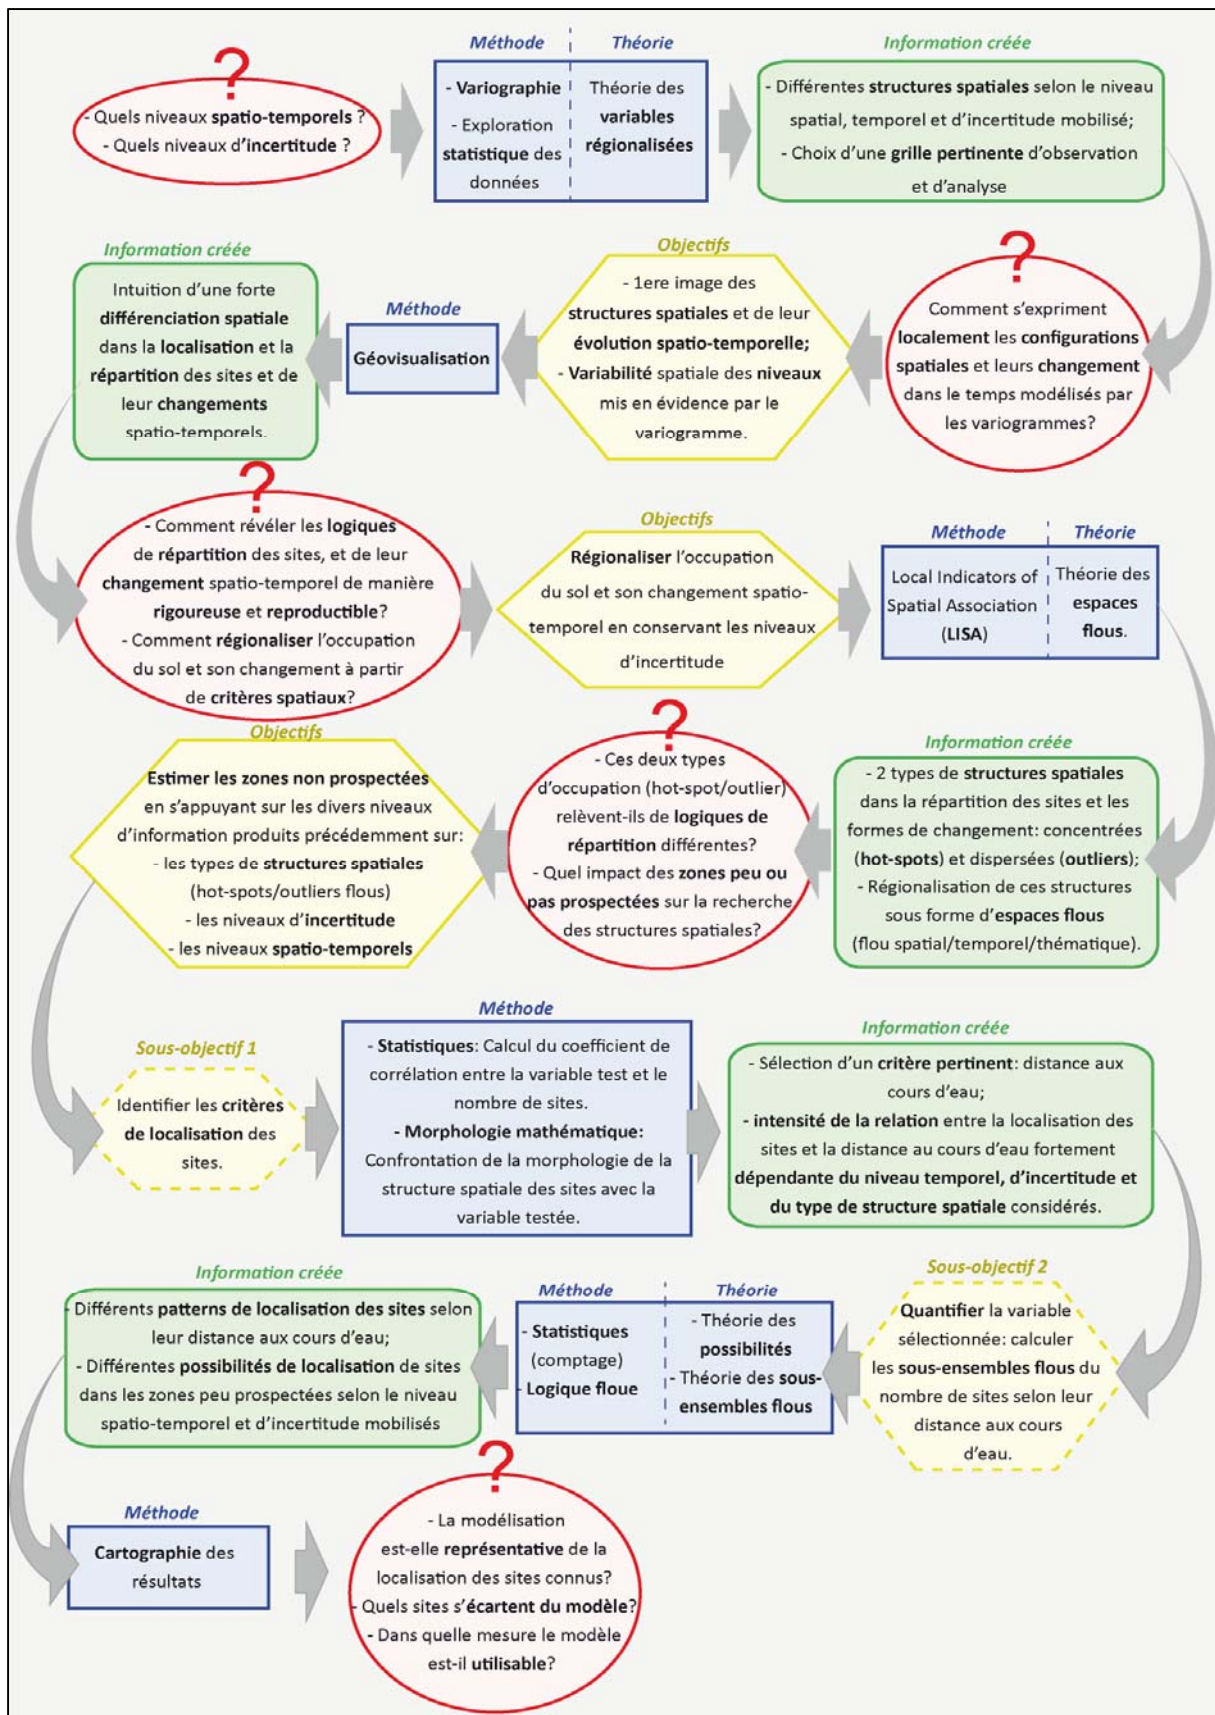 ?
- Quels niveaux spatio-temporels ?
- Quels niveaux d'incertitude ?
Méthode
- Variographie
- Exploration
statistique des
données
Théorie
Théorie des
variables
régionalisées
Information créée
- Différentes structures spatiales selon le niveau
spatial, temporel et d'incertitude mobilisé;
- Choix d'une grille pertinente d'observation
et d'analyse
?
Comment s'expriment
localement les configurations
spatiales et leurs changement
dans le temps modélisés par
les variogrammes?
Objectifs
- 1ere image des
structures spatiales et de leur
évolution spatio-temporelle;
- Variabilité spatiale des niveaux
mis en évidence par le
variogramme.
Méthode
Géovisualisation
Information créée
Intuition d'une forte
différenciation spatiale
dans la localisation et la
répartition des sites et de
leur changements
spatio-temporels.
?
- Comment révéler les logiques
de répartition des sites, et de leur
changement spatio-temporel de manière
rigoureuse et reproductible?
- Comment régionaliser l'occupation
du sol et son changement à partir
de critères spatiaux?
Objectifs
Régionaliser l'occupation
du sol et son changement spatio-
temporel en conservant les niveaux
d'incertitude
Méthode
Local Indicators of
Spatial Association
(LISA)
Théorie
Théorie des
espaces
flous.
Information créée
- 2 types de structures spatiales
dans la répartition des sites et les
formes de changement: concentrées
(hot-spots) et dispersées (outliers);
- Régionalisation de ces structures
sous forme d'espaces flous
(flou spatial/temporel/thématique).
?
- Ces deux types
d'occupation (hot-spot/outlier)
relèvent-ils de logiques de
répartition différentes?
- Quel impact des zones peu ou
pas prospectées sur la recherche
des structures spatiales?
Objectifs
Estimer les zones non prospectées
en s'appuyant sur les divers niveaux
d'information produits précédemment sur:
- les types de structures spatiales
(hot-spots/outliers flous)
- les niveaux d'incertitude
- les niveaux spatio-temporels
Sous-objectif 1
Identifier les critères
de localisation des
sites.
Méthode
- Statistiques: Calcul du coefficient de
corrélation entre la variable test et le
nombre de sites.
- Morphologie mathématique:
Confrontation de la morphologie de la
structure spatiale des sites avec la
variable testée.
Information créée
- Sélection d'un critère pertinent: distance aux
cours d'eau;
- intensité de la relation entre la localisation des
sites et la distance au cours d'eau fortement
dépendante du niveau temporel, d'incertitude et
du type de structure spatiale considérés.
Sous-objectif 2
Quantifier la variable
sélectionnée: calculer
les sous-ensembles flous du
nombre de sites selon leur
distance aux cours
d'eau.
Méthode
- Statistiques
(comptage)
- Logique floue
Théorie
- Théorie des
possibilités
- Théorie des sous-
ensembles flous
Information créée
- Différents patterns de localisation des sites selon
leur distance aux cours d'eau;
- Différentes possibilités de localisation de sites
dans les zones peu prospectées selon le niveau
spatio-temporel et d'incertitude mobilisés
Méthode
Cartographie des
résultats
?
- La modélisation
est-elle représentative de la
localisation des sites connus?
- Quels sites s'écartent du modèle?
- Dans quelle mesure le modèle
est-il utilisable?